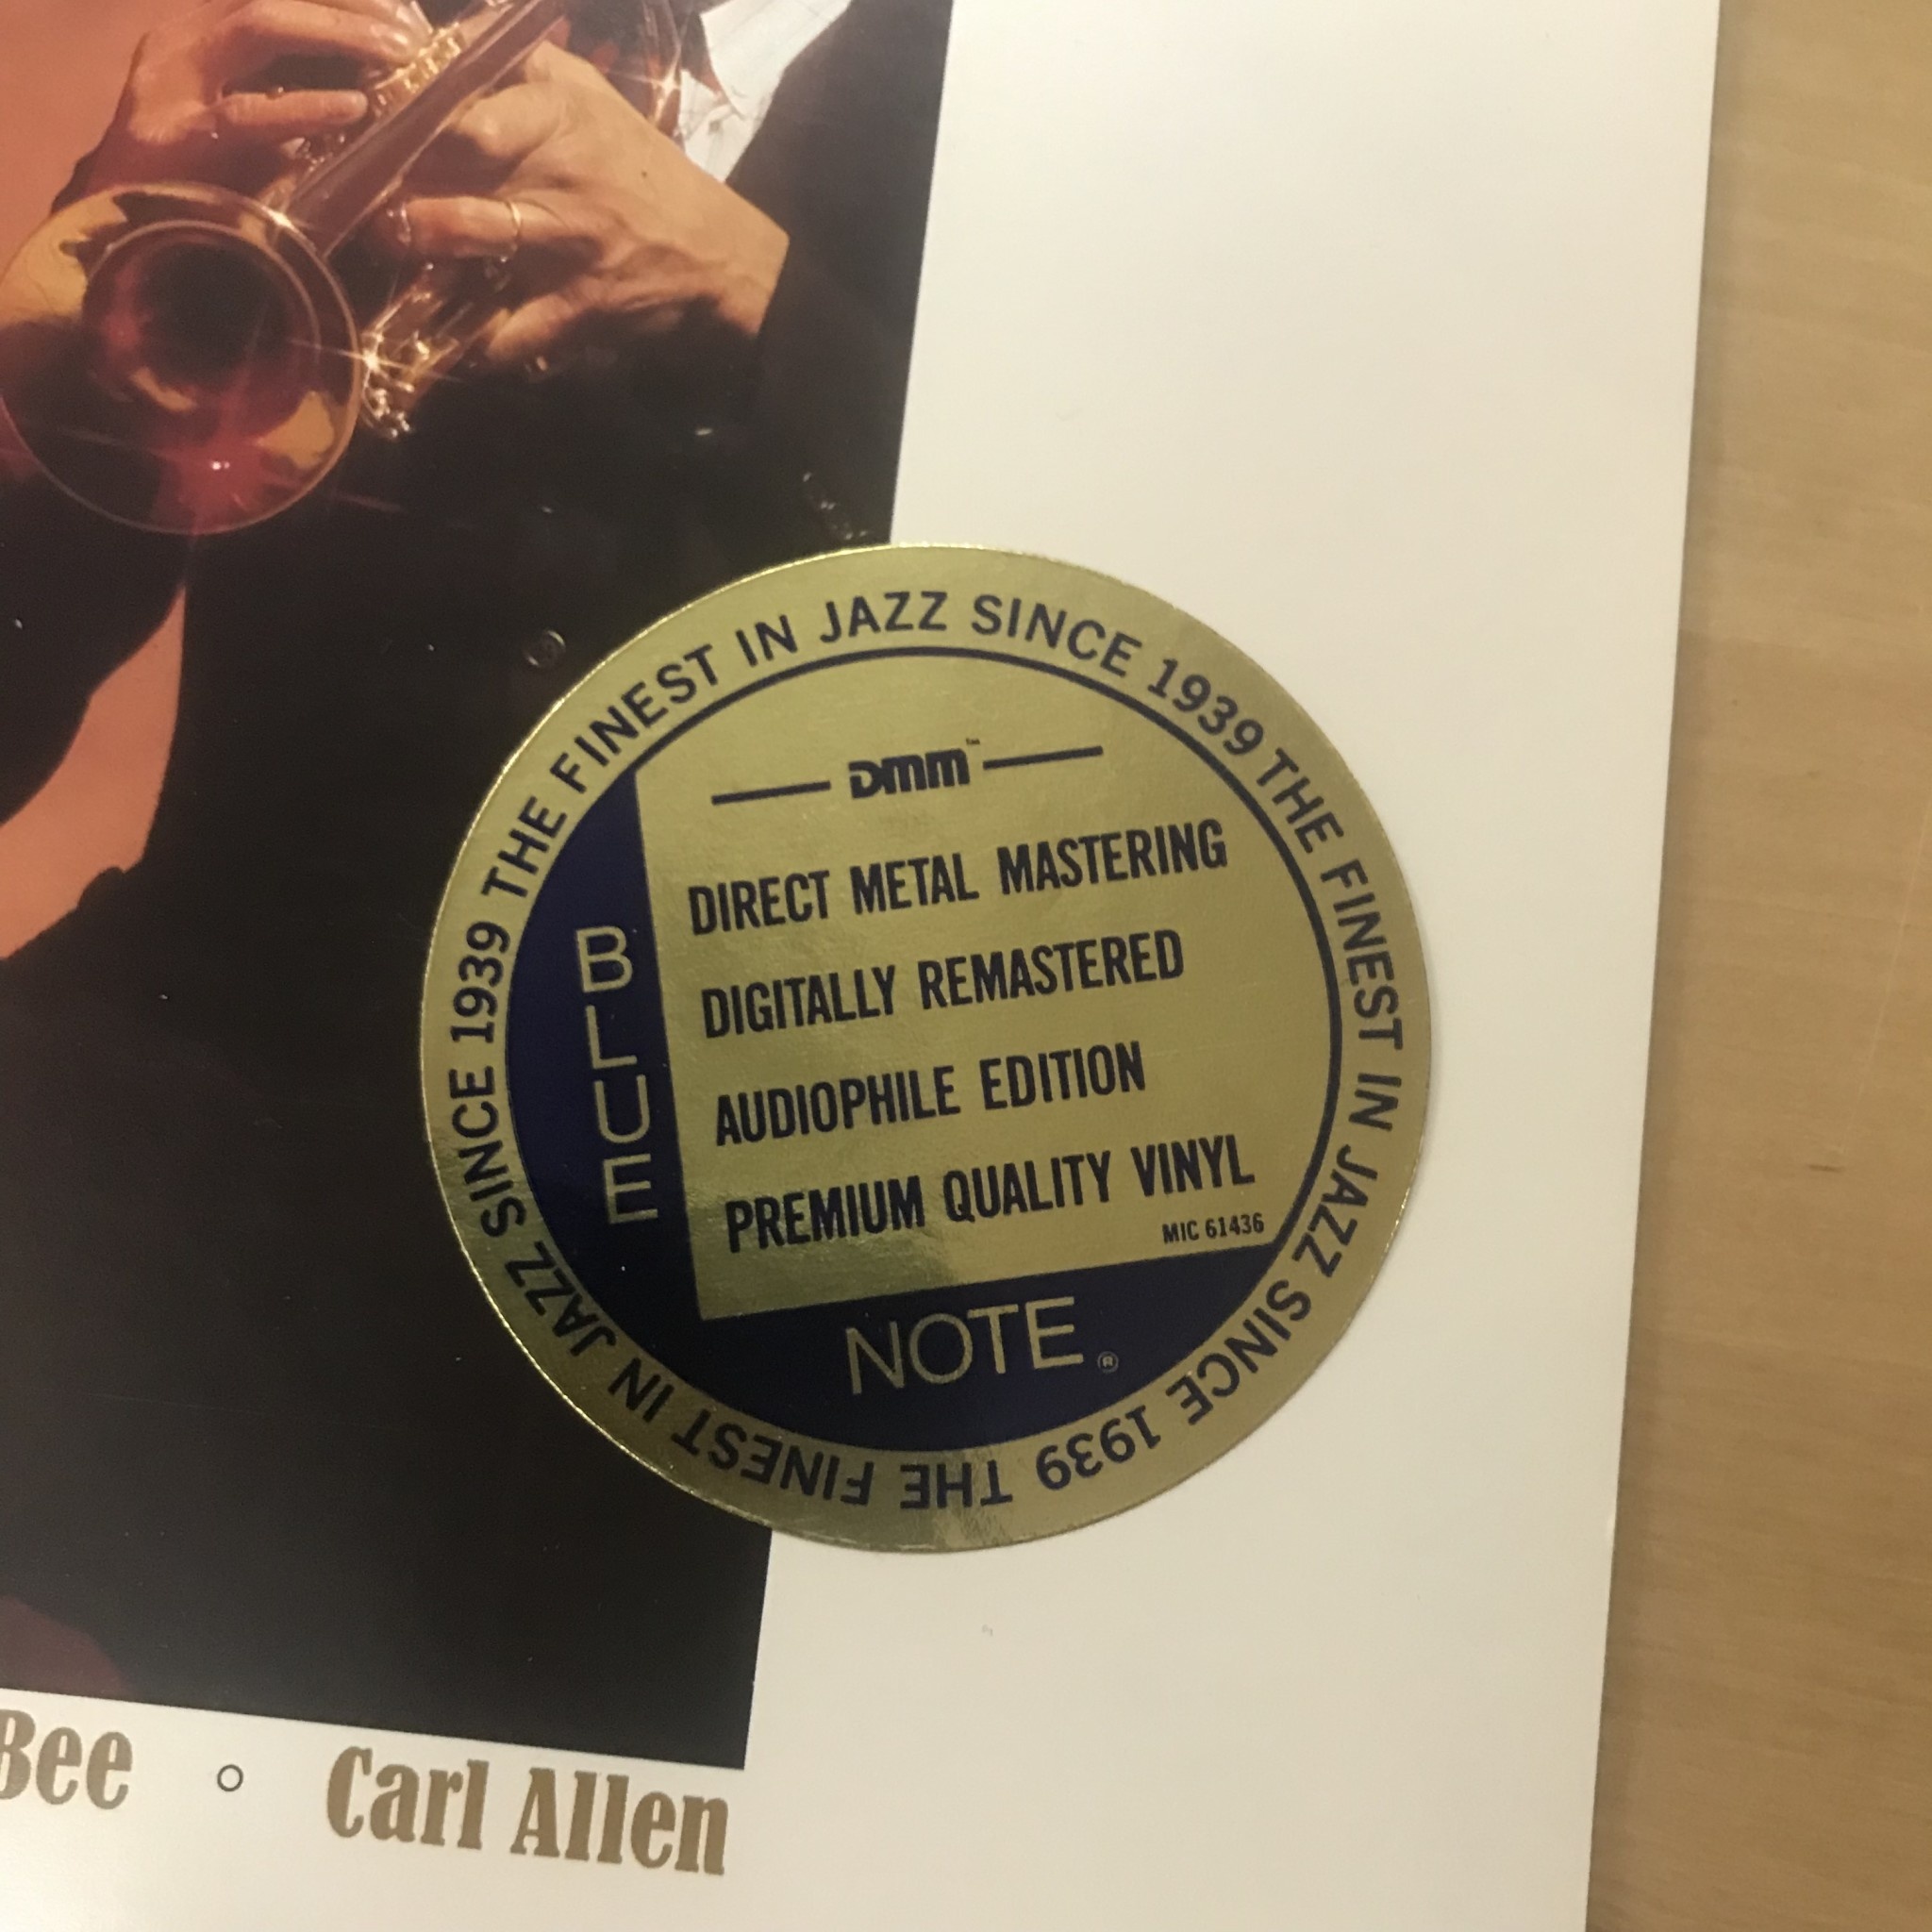 THE FINEST IN JAZZ SINCE 1939 THE FINEST IN JAZZ SINCE 1939 THE FINEST IN JAZZ SINCE 1939
DMM™
DIRECT METAL MASTERING
DIGITALLY REMASTERED
AUDIOPHILE EDITION
PREMIUM QUALITY VINYL
MIC 61436
BLUE
NOTE®
Bee ○ Carl Allen